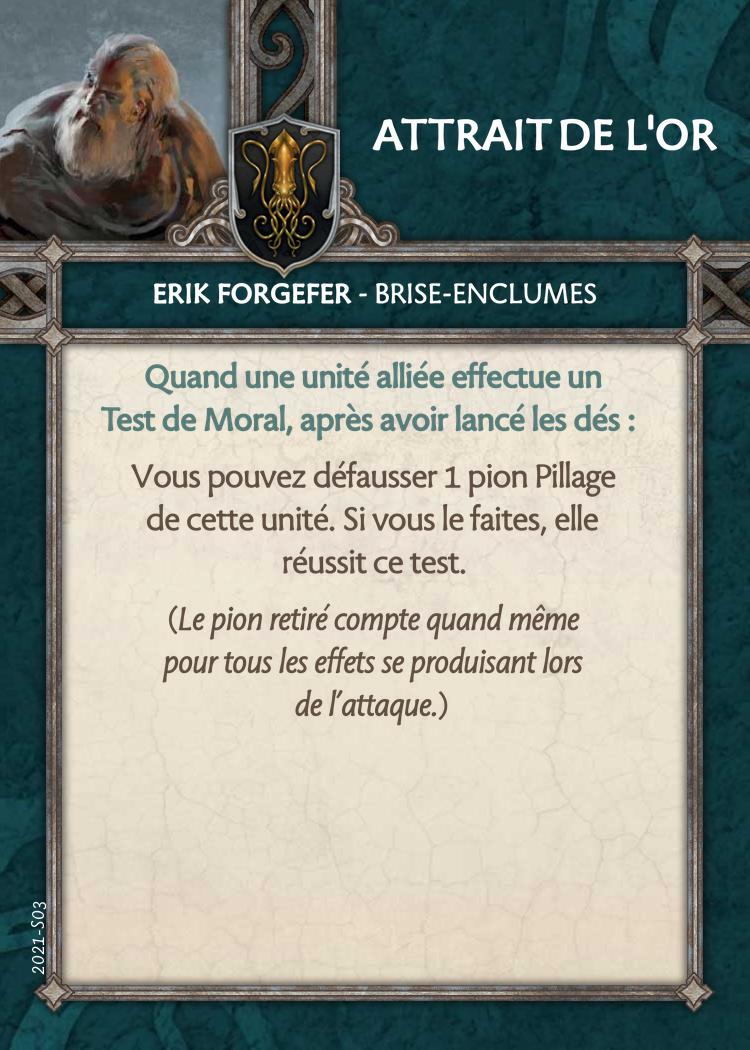 ATTRAIT DE L'OR
ERIK FORGEFER - BRISE-ENCLUMES
Quand une unité alliée effectue un
Test de Moral, après avoir lancé les dés :
Vous pouvez défausser 1 pion Pillage
de cette unité. Si vous le faites, elle
réussit ce test.
(Le pion retiré compte quand même
pour tous les effets se produisant lors
de l'attaque.)
2021-S03